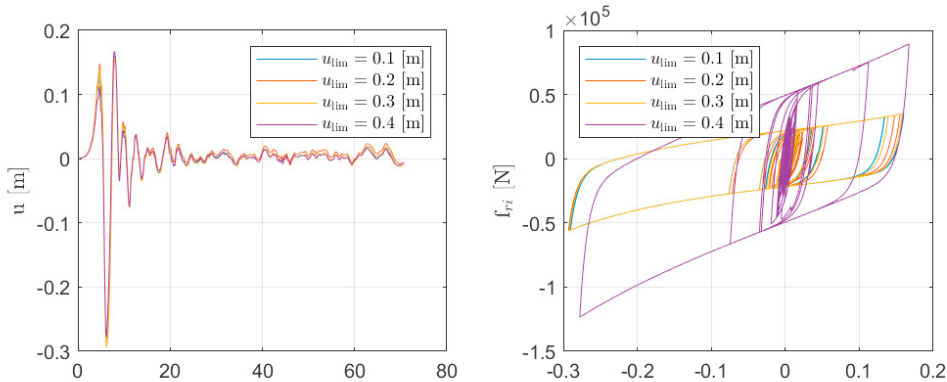 0.2
0.1
0
-0.1
-0.2
-0.3
u [m]
0 20 40 60 80
u_lim = 0.1 [m]
u_lim = 0.2 [m]
u_lim = 0.3 [m]
u_lim = 0.4 [m]
×10^5
1
0.5
0
-0.5
-1
-1.5
f_ri [N]
-0.3 -0.2 -0.1 0 0.1 0.2
u_lim = 0.1 [m]
u_lim = 0.2 [m]
u_lim = 0.3 [m]
u_lim = 0.4 [m]